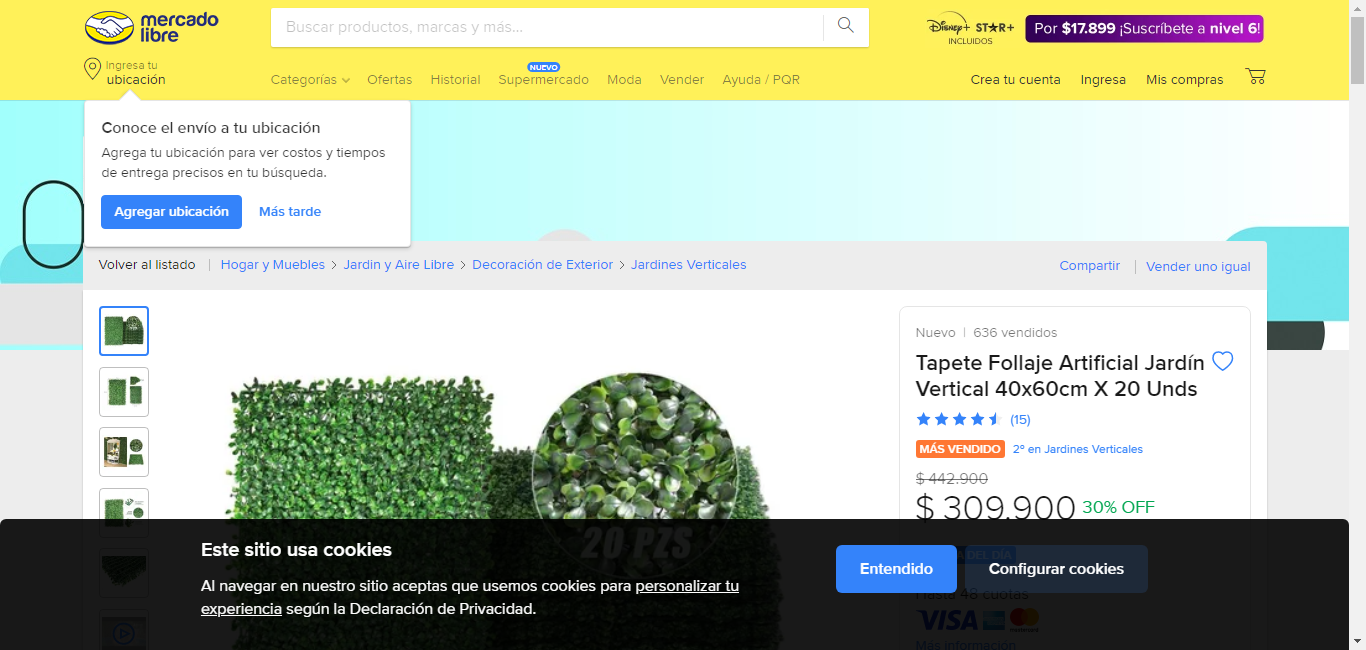 mercado
libre
Buscar productos, marcas y más...
Disney+ STAR+
INCLUIDOS
Por $17.899 ¡Suscríbete a nivel 6!
Ingresa tu
ubicación
Categorías
Ofertas
Historial
NUEVO
Supermercado
Moda
Vender
Ayuda / PQR
Crea tu cuenta
Ingresa
Mis compras
Conoce el envío a tu ubicación
Agrega tu ubicación para ver costos y tiempos
de entrega precisos en tu búsqueda.
Agregar ubicación
Más tarde
Volver al listado
Hogar y Muebles
Jardin y Aire Libre
Decoración de Exterior
Jardines Verticales
Compartir
Vender uno igual
Nuevo | 636 vendidos
Tapete Follaje Artificial Jardín
Vertical 40x60cm X 20 Unds
(15)
MÁS VENDIDO 2º en Jardines Verticales
$ 442.900
$ 309.900 30% OFF
20 PZS
DEL DÍA
Hasta 48 cuotas
VISA
Más información
Este sitio usa cookies
Al navegar en nuestro sitio aceptas que usemos cookies para personalizar tu
experiencia según la Declaración de Privacidad.
Entendido
Configurar cookies